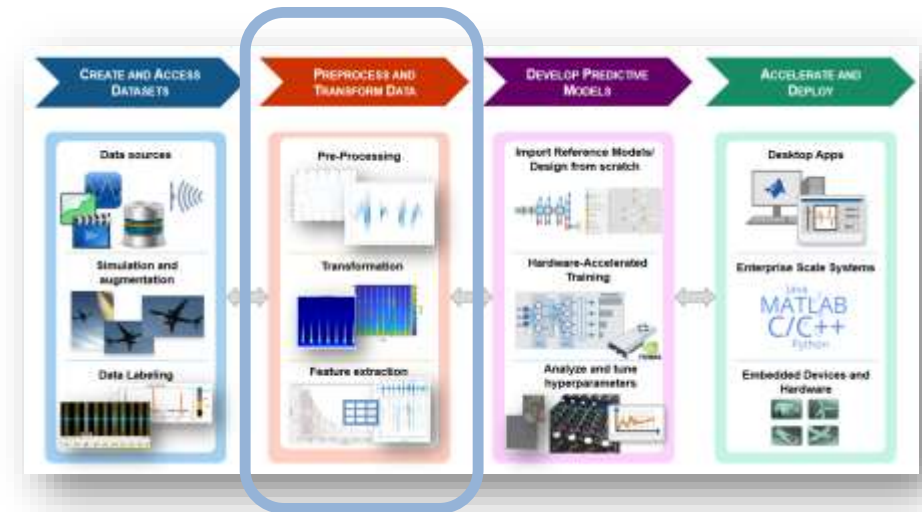 CREATE AND ACCESS
DATASETS
PREPROCESS AND
TRANSFORM DATA
DEVELOP PREDICTIVE
MODELS
ACCELERATE AND
DEPLOY
Data sources
Simulation and
augmentation
Data Labeling
Pre-Processing
Transformation
Feature extraction
Import Reference Models/
Design from scratch
Hardware-Accelerated
Training
Analyze and tune
hyperparameters
Desktop Apps
Enterprise Scale Systems
Java
MATLAB
C/C++
Python
Embedded Devices and
Hardware